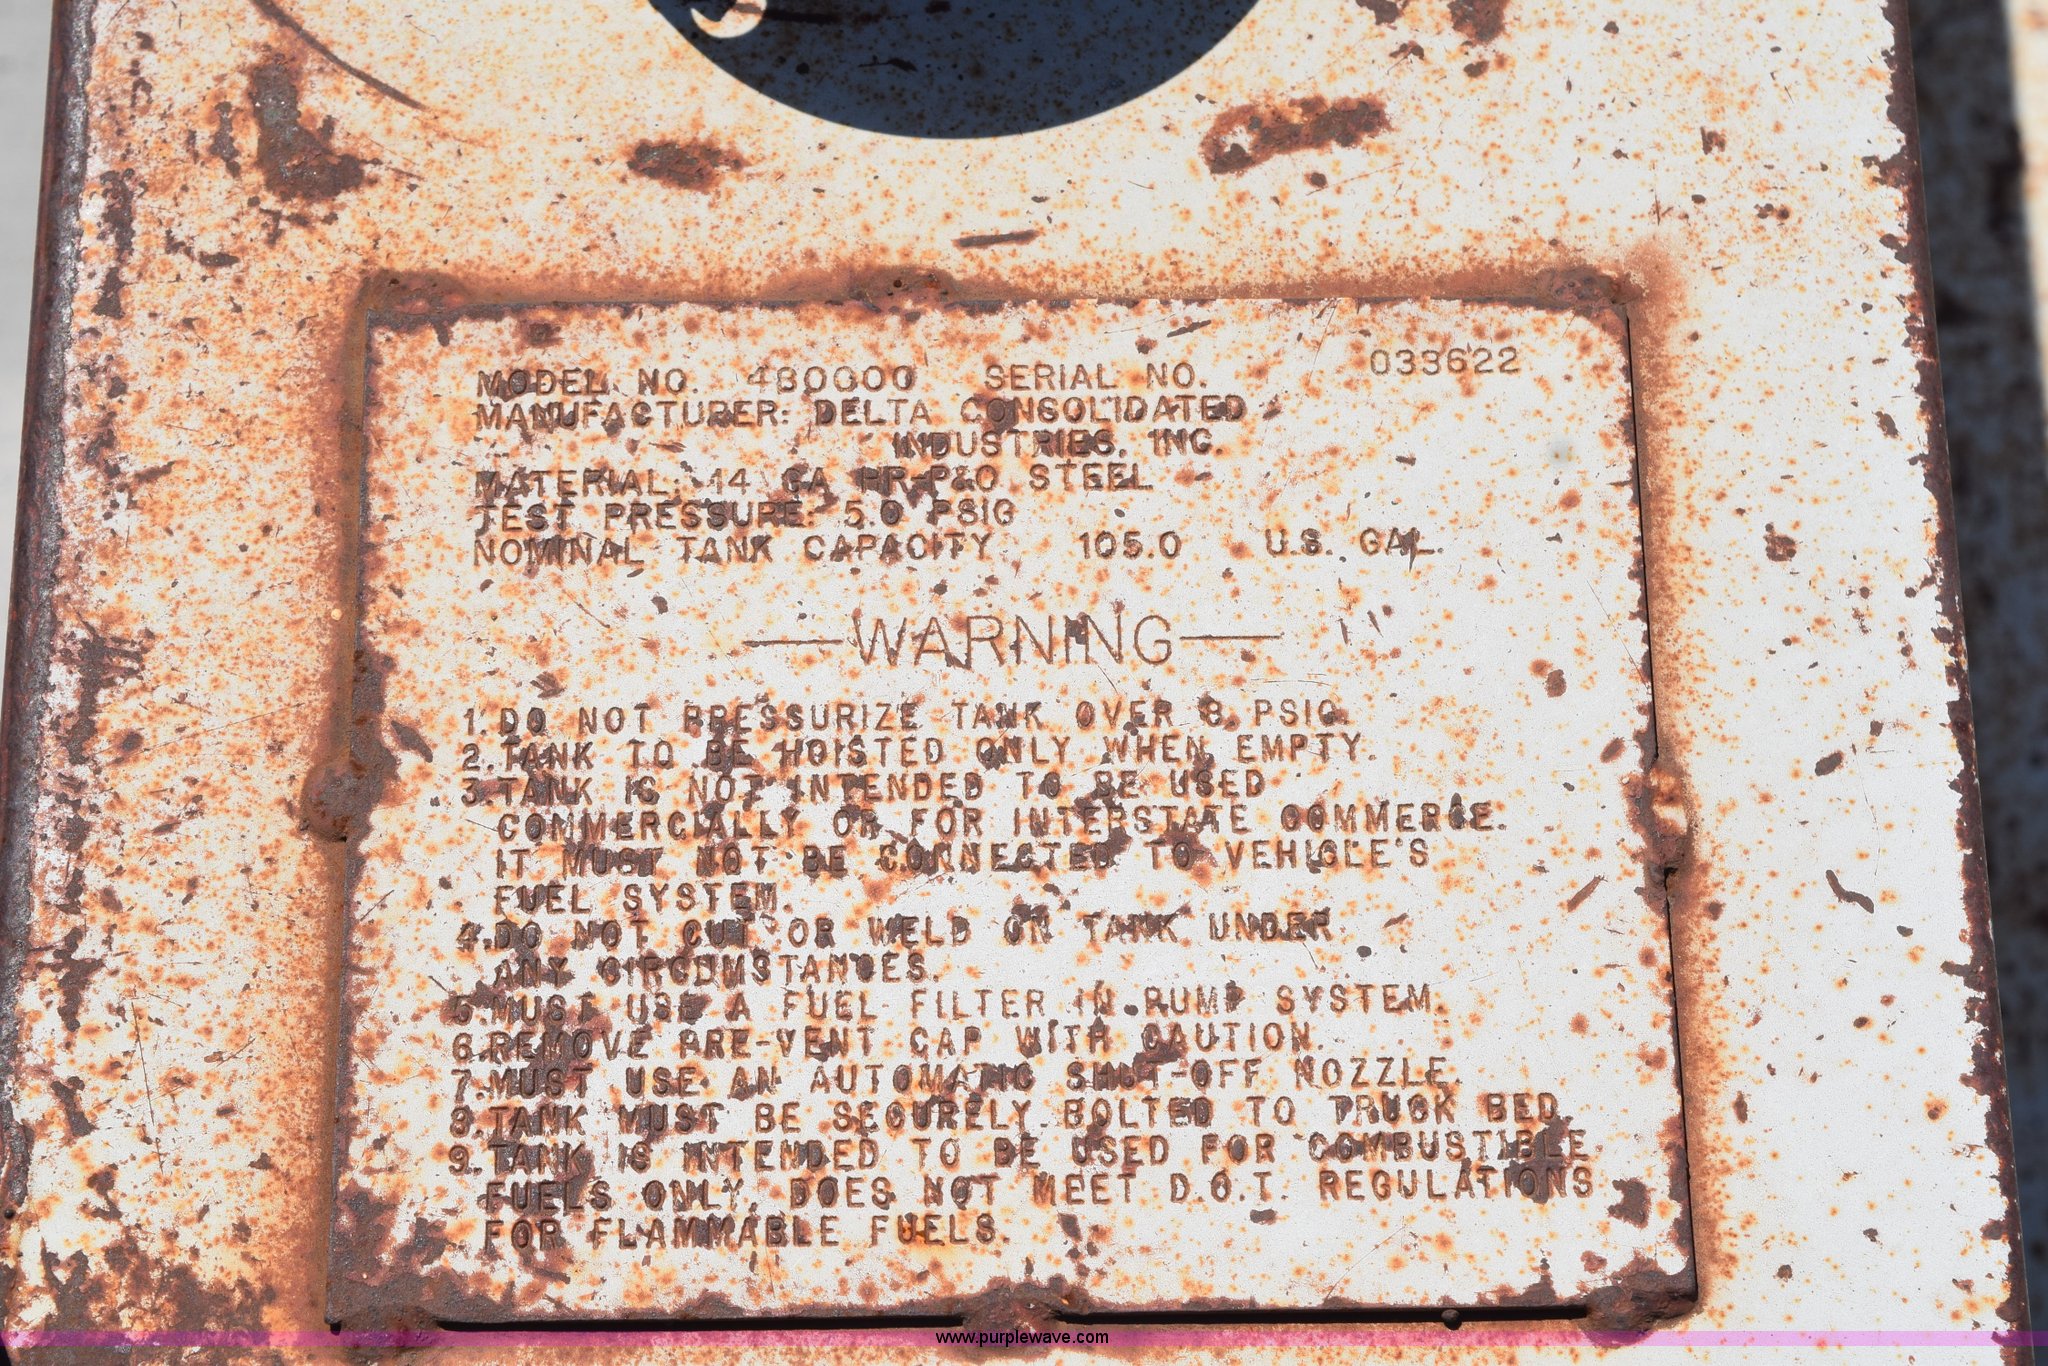 MODEL NO. 480000 SERIAL NO. 033622
MANUFACTURER: DELTA CONSOLIDATED
INDUSTRIES, INC.
MATERIAL: 14 GA HR-P&O STEEL
TEST PRESSURE: 5.0 PSIG
NOMINAL TANK CAPACITY 105.0 U.S. GAL.
—WARNING—
1. DO NOT PRESSURIZE TANK OVER 8 PSIG.
2. TANK TO BE HOISTED ONLY WHEN EMPTY.
3. TANK IS NOT INTENDED TO BE USED
COMMERCIALLY OR FOR INTERSTATE COMMERCE.
IT MUST NOT BE CONNECTED TO VEHICLE'S
FUEL SYSTEM.
4. DO NOT CUT OR WELD ON TANK UNDER
ANY CIRCUMSTANCES.
5. MUST USE A FUEL FILTER IN PUMP SYSTEM.
6. REMOVE PRE-VENT CAP WITH CAUTION.
7. MUST USE AN AUTOMATIC SHUT-OFF NOZZLE.
8. TANK MUST BE SECURELY BOLTED TO TRUCK BED.
9. TANK IS INTENDED TO BE USED FOR COMBUSTIBLE
FUELS ONLY, DOES NOT MEET D.O.T. REGULATIONS
FOR FLAMMABLE FUELS.
www.purplewave.com